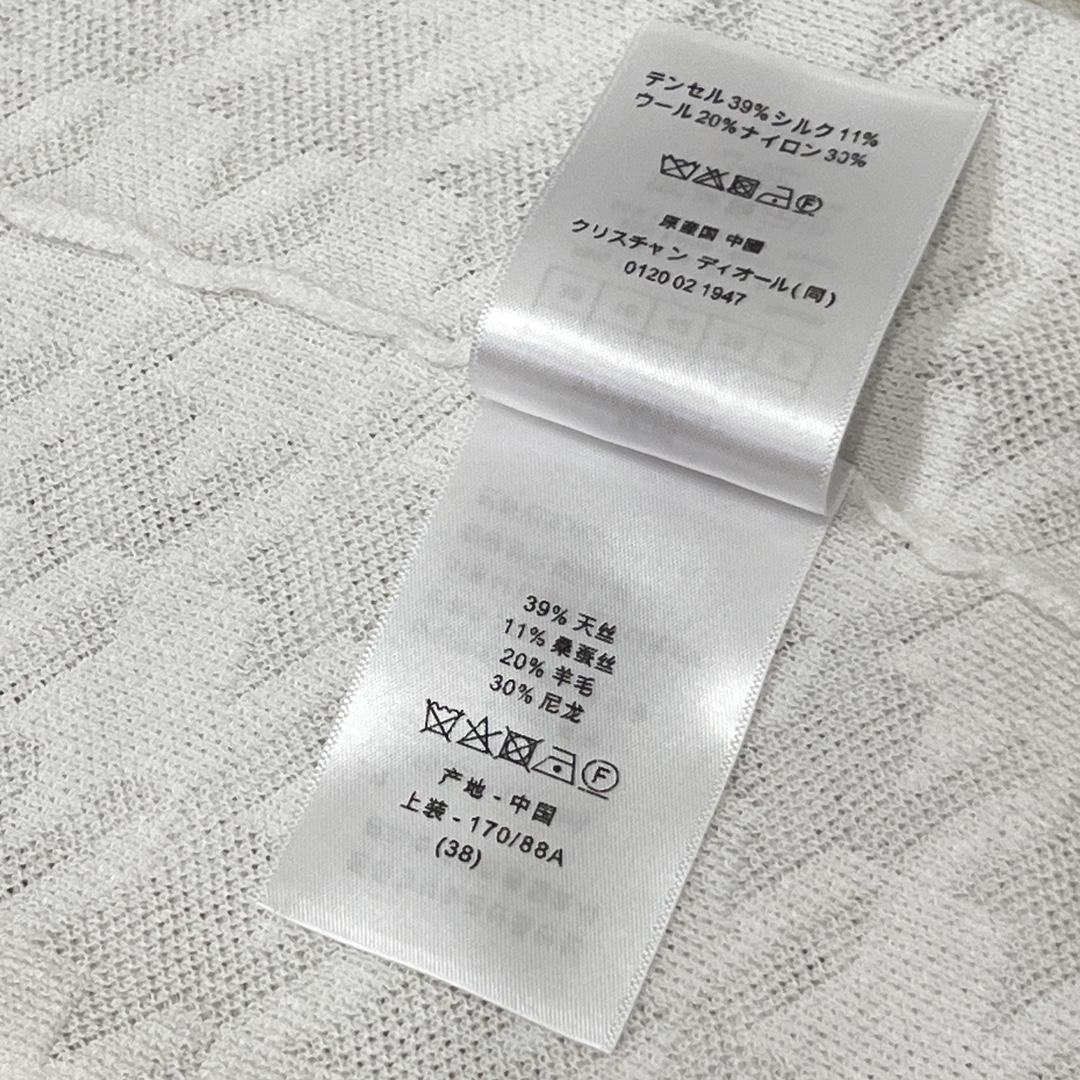 テンセル 39% シルク 11%
ウール 20% ナイロン 30%
F
原産国 中國
クリスチャン ディオール(同)
0120 02 1947
39% 天丝
11% 桑蚕丝
20% 羊毛
30% 尼龙
F
产地 - 中国
上装 - 170/88A
(38)